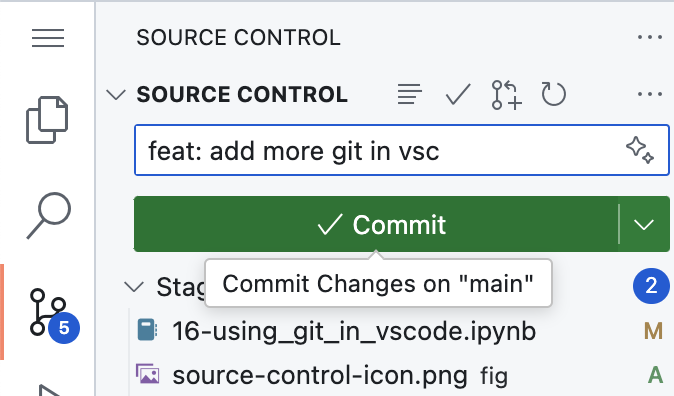 SOURCE CONTROL
SOURCE CONTROL
feat: add more git in vsc
Commit
Commit Changes on "main"
Stag
2
16-using_git_in_vscode.ipynb M
5
source-control-icon.png fig A